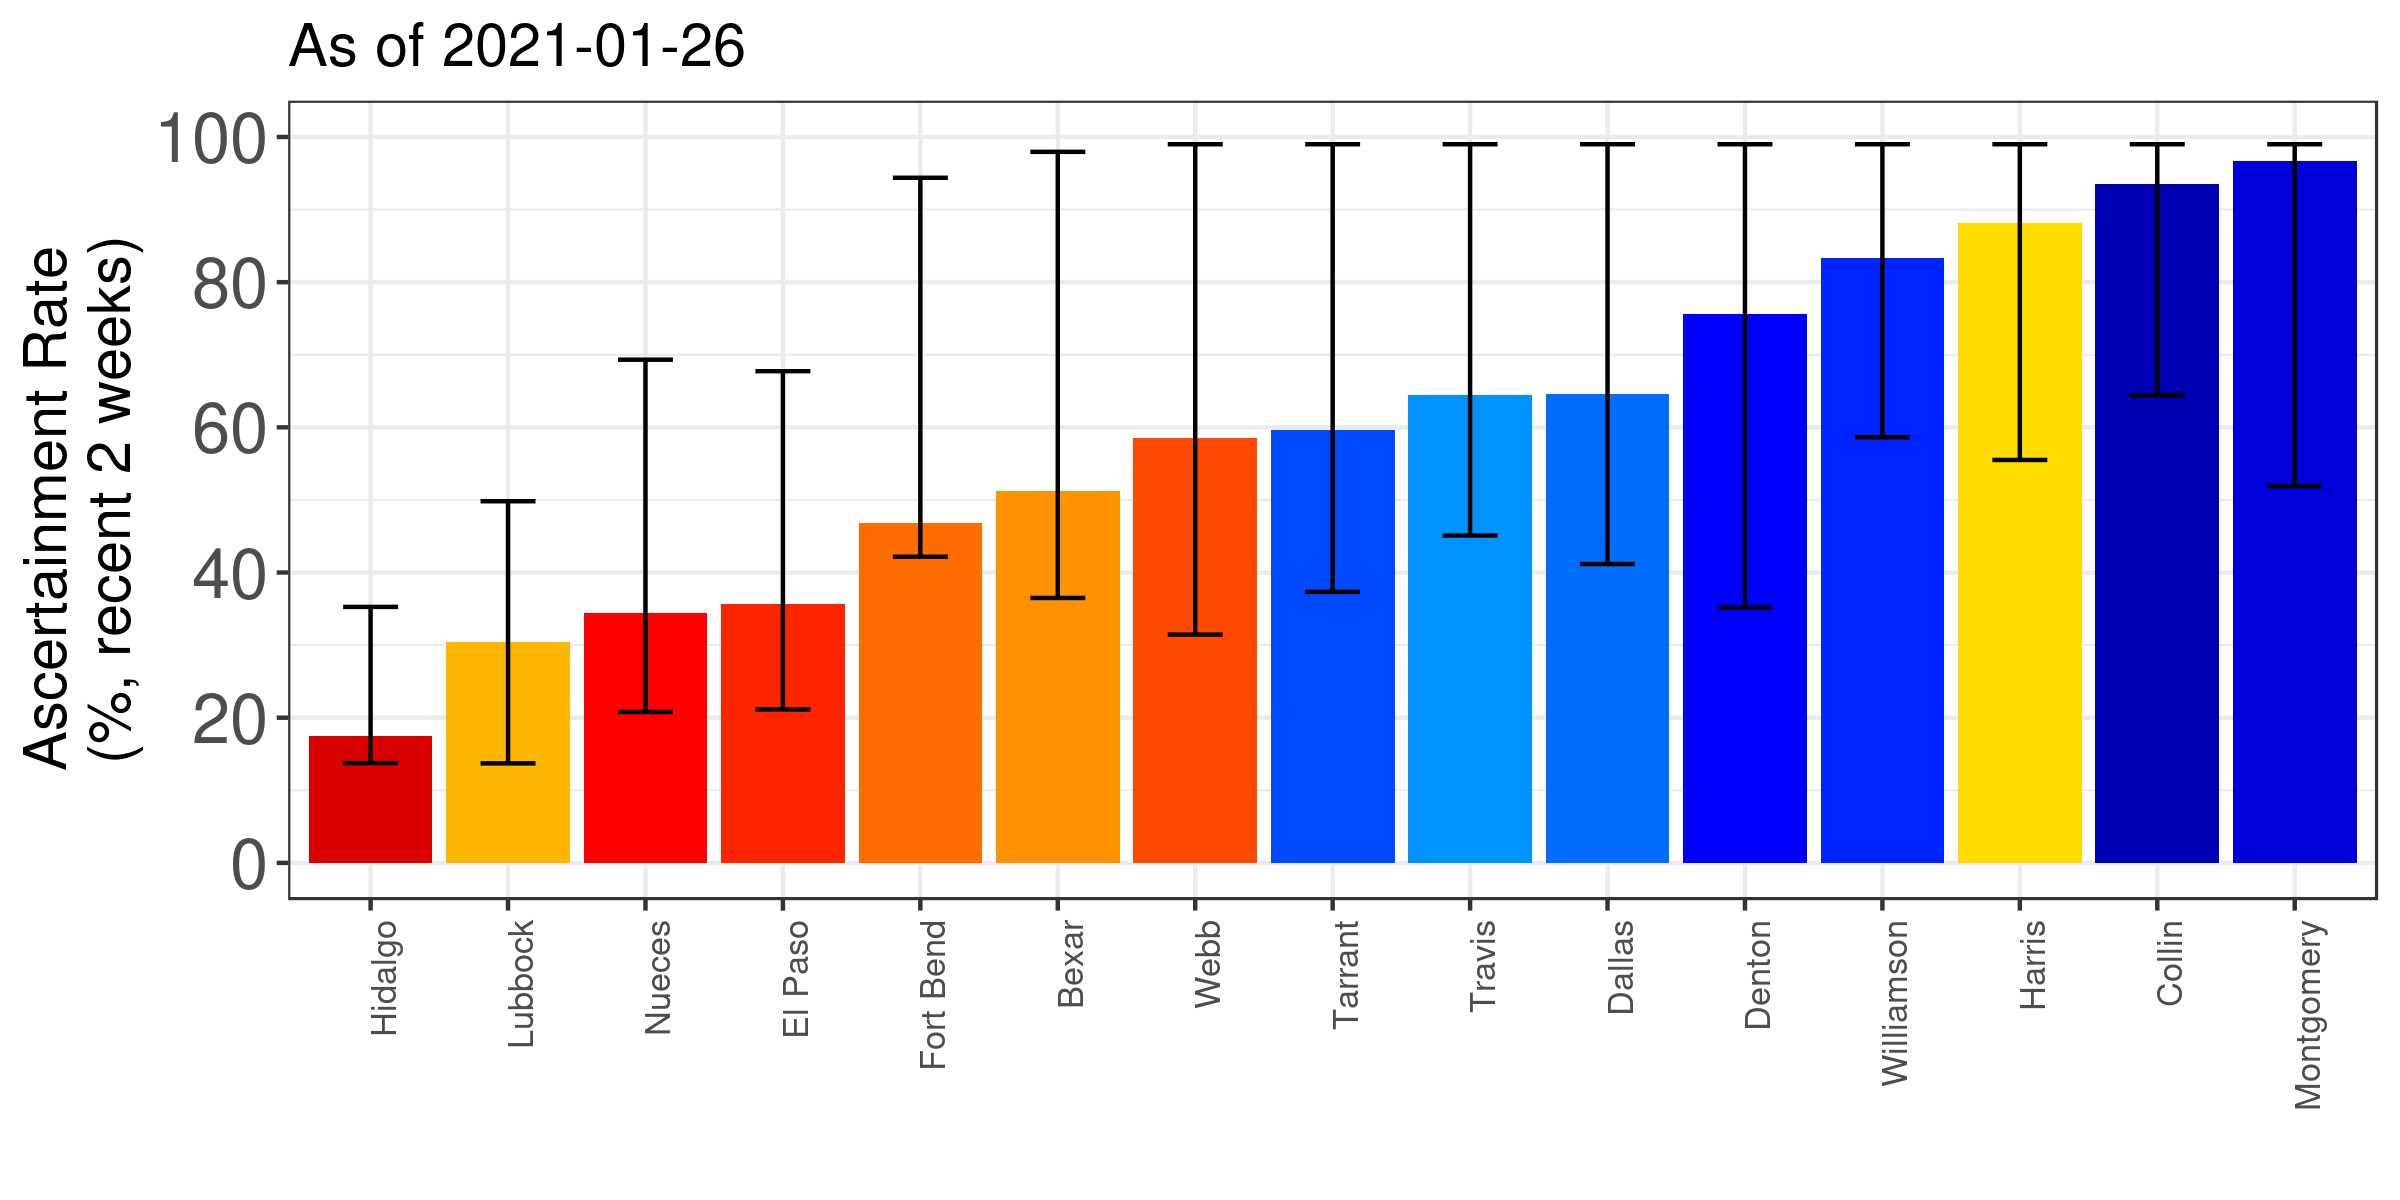 As of 2021-01-26
Ascertainment Rate
(%, recent 2 weeks)
100
80
60
40
20
0
Hidalgo
Lubbock
Nueces
El Paso
Fort Bend
Bexar
Webb
Tarrant
Travis
Dallas
Denton
Williamson
Harris
Collin
Montgomery